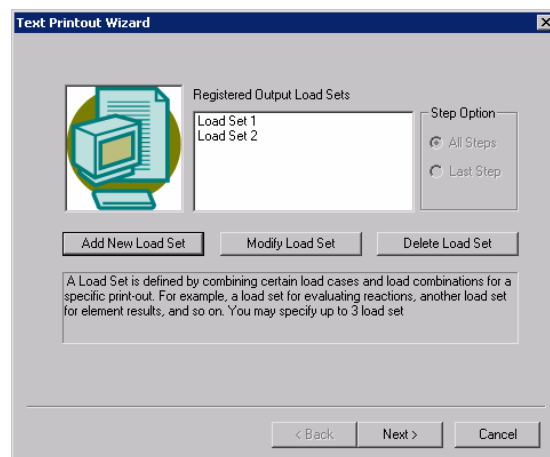 Text Printout Wizard
Registered Output Load Sets
Load Set 1
Load Set 2
Step Option
All Steps
Last Step
Add New Load Set
Modify Load Set
Delete Load Set
A Load Set is defined by combining certain load cases and load combinations for a
specific print-out. For example, a load set for evaluating reactions, another load set
for element results, and so on. You may specify up to 3 load set
< Back
Next >
Cancel